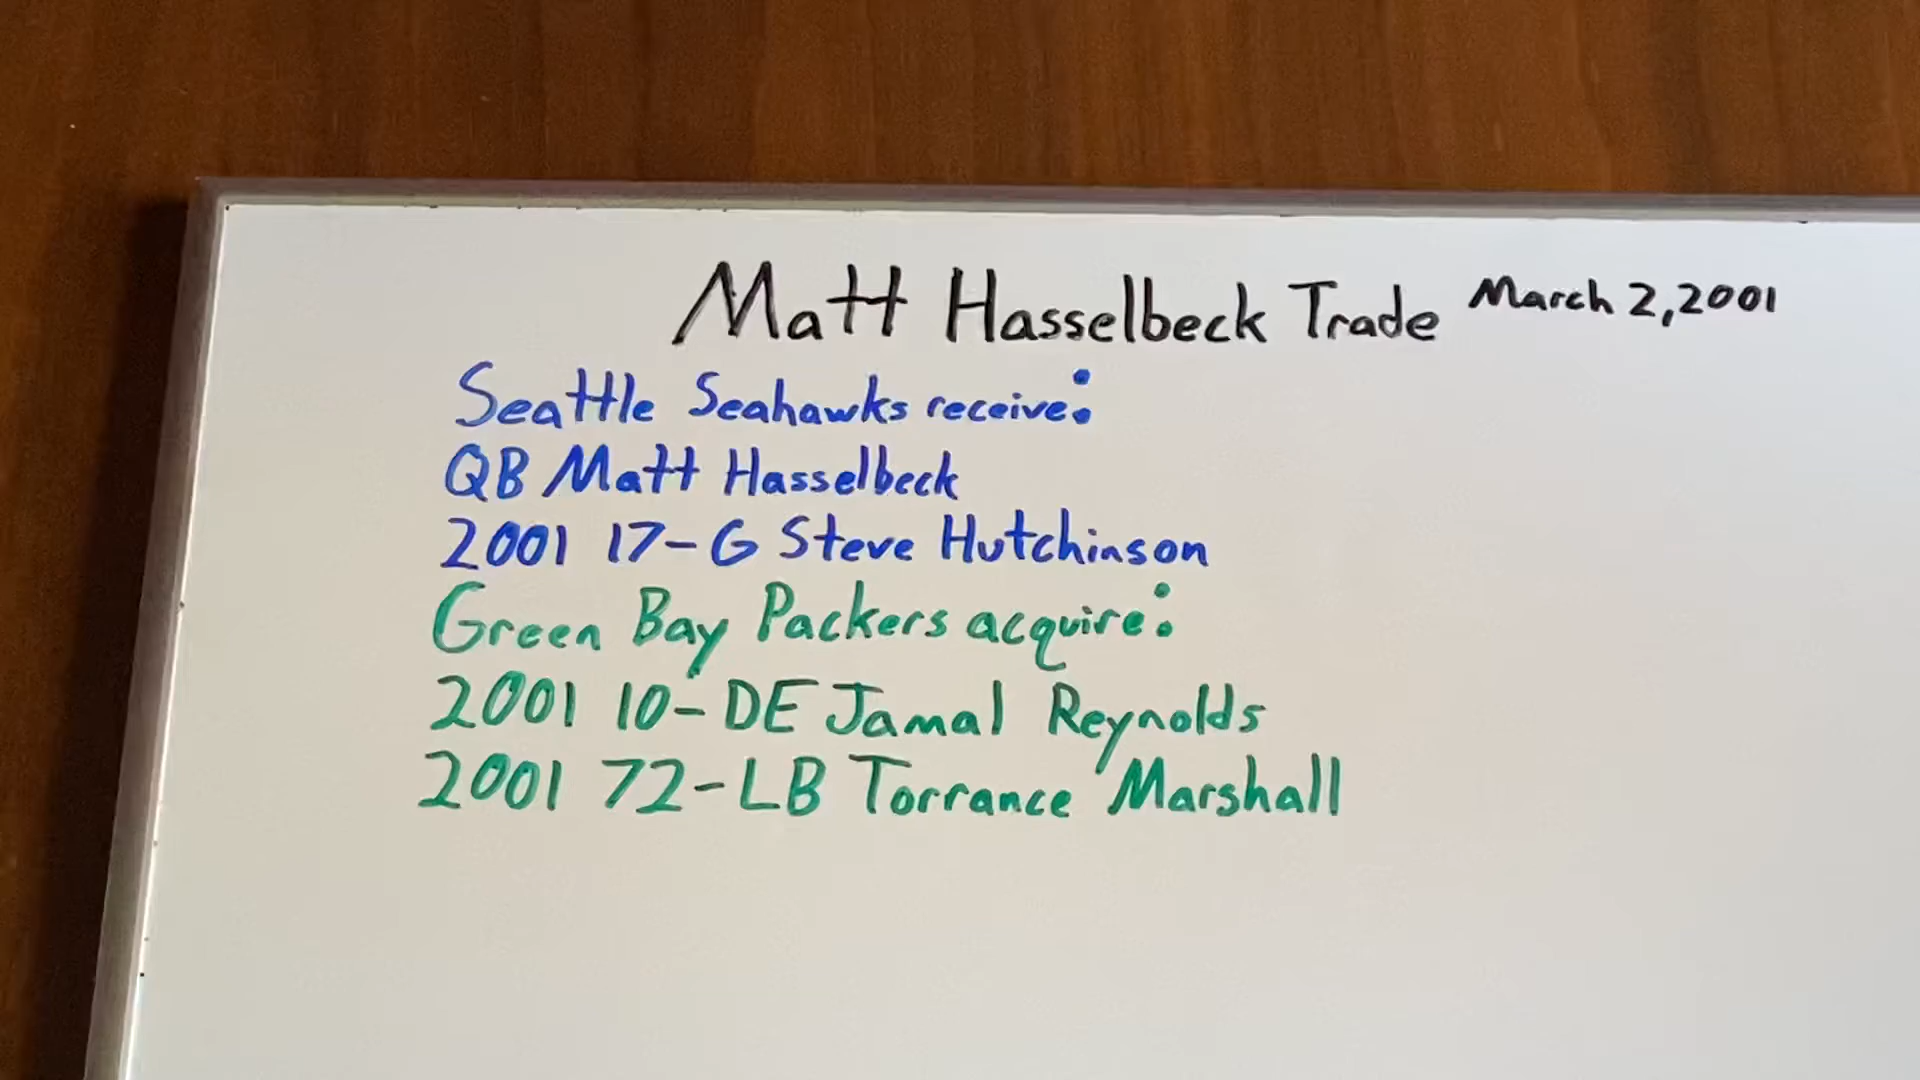 Matt Hasselbeck Trade March 2, 2001
Seattle Seahawks receive:
QB Matt Hasselbeck
2001 17-G Steve Hutchinson
Green Bay Packers acquire:
2001 10-DE Jamal Reynolds
2001 72-LB Torrance Marshall